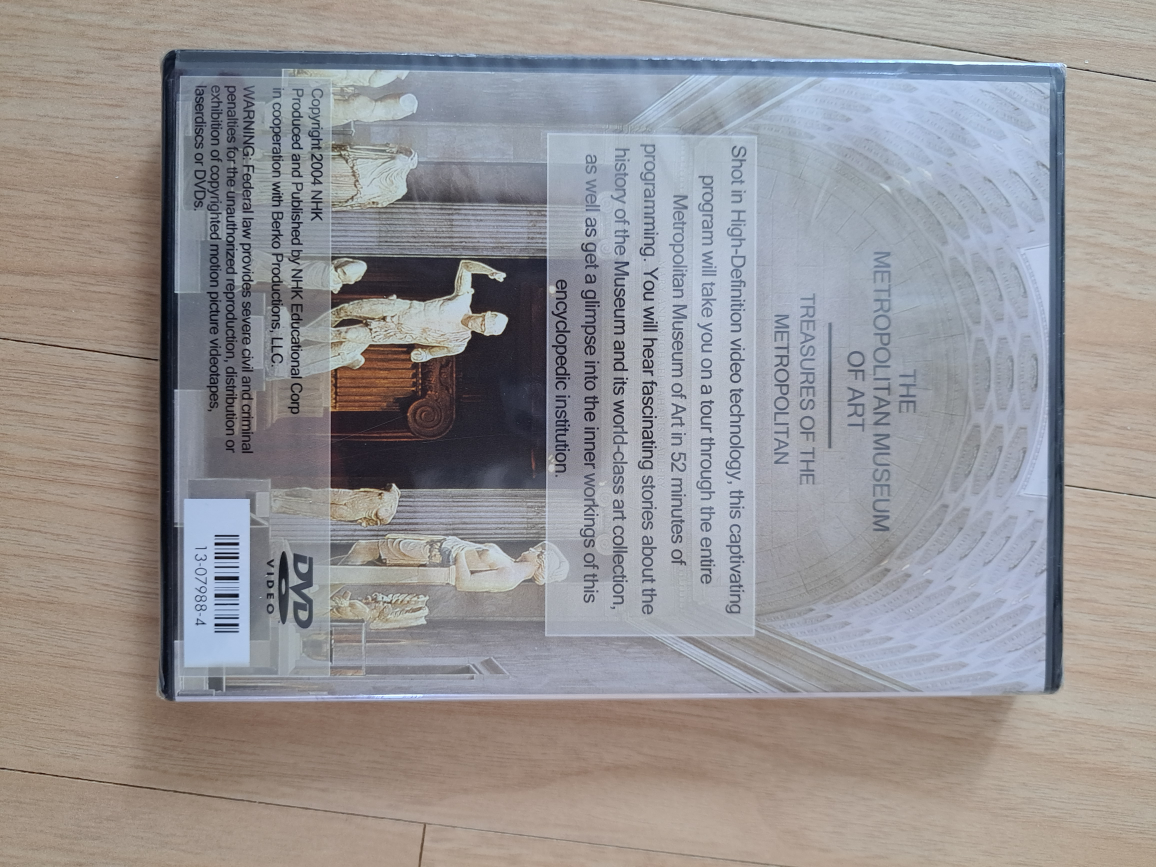 THE
METROPOLITAN MUSEUM
OF ART
TREASURES OF THE
METROPOLITAN
Shot in High-Definition video technology, this captivating
program will take you on a tour through the entire
Metropolitan Museum of Art in 52 minutes of
programming. You will hear fascinating stories about the
history of the Museum and its world-class art collection,
as well as get a glimpse into the inner workings of this
encyclopedic institution.
Copyright 2004 NHK
Produced and Published by NHK Educational Corp
in cooperation with Berko Productions, LLC.
WARNING: Federal law provides severe civil and criminal
penalties for the unauthorized reproduction, distribution or
exhibition of copyrighted motion picture videotapes,
laserdiscs or DVDs.
DVD
VIDEO
13-07988-4